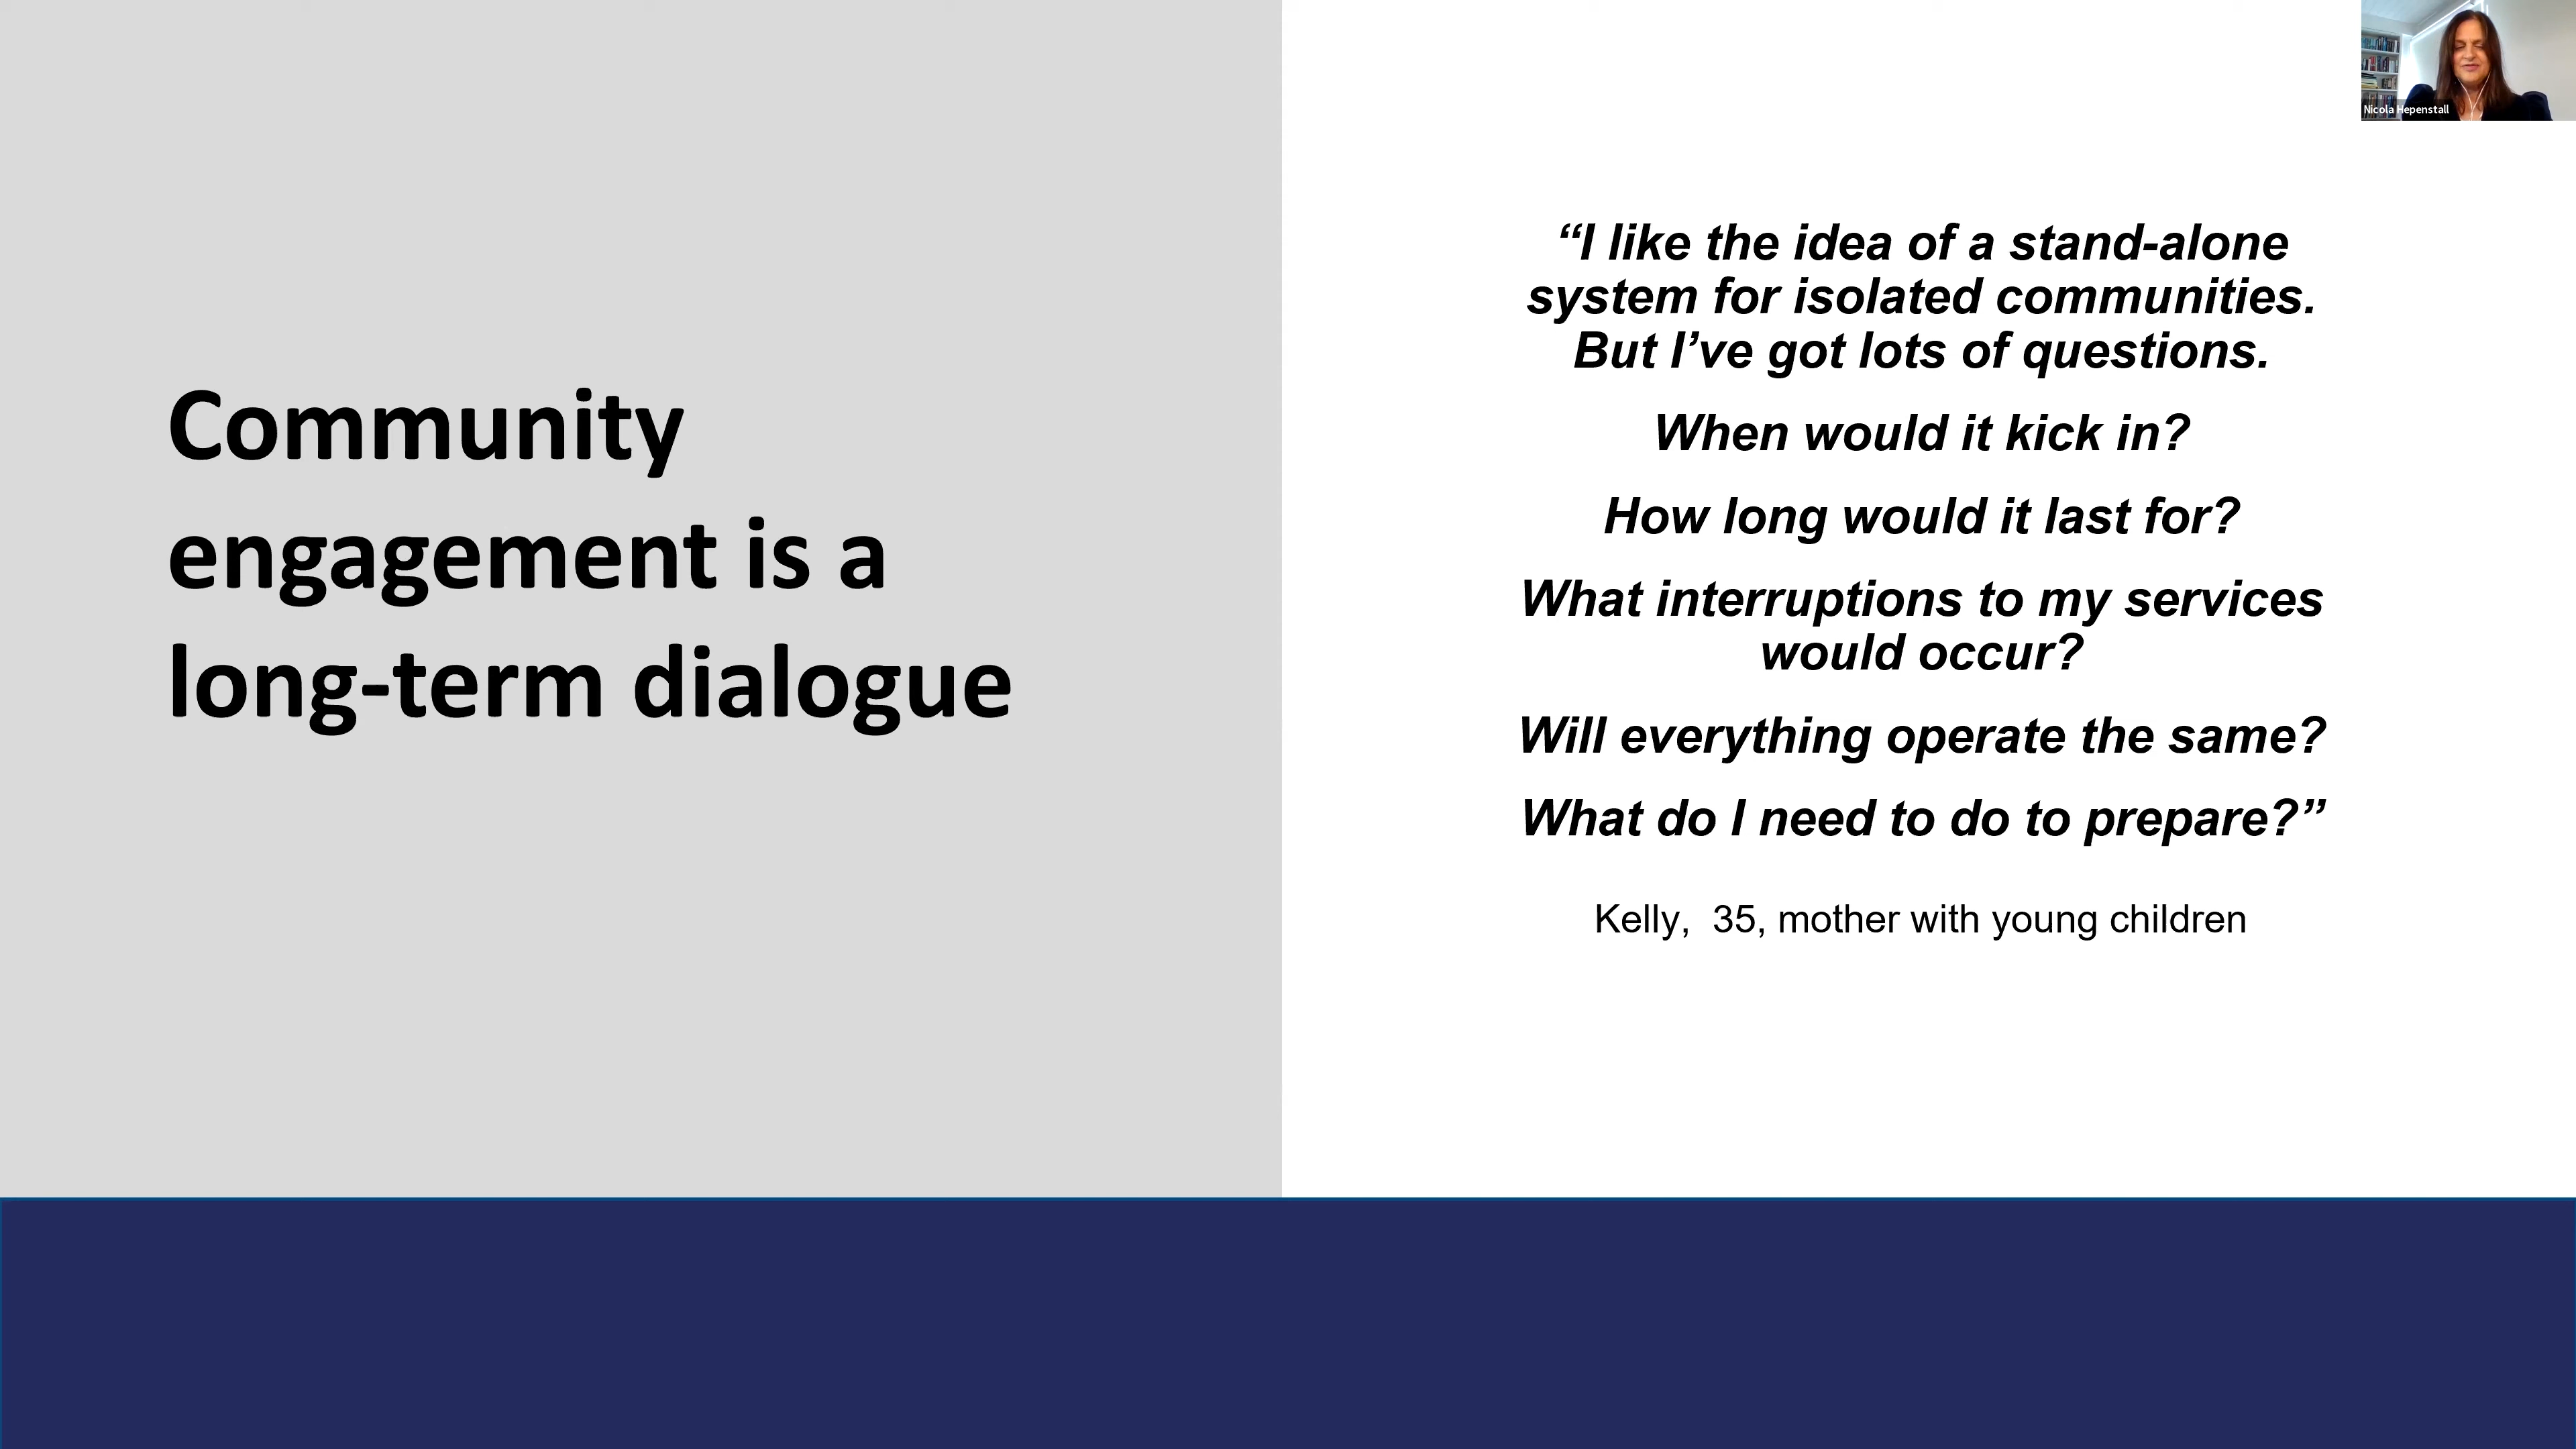 Nicola Hepenstall
Community
engagement is a
long-term dialogue
“I like the idea of a stand-alone
system for isolated communities.
But I’ve got lots of questions.
When would it kick in?
How long would it last for?
What interruptions to my services
would occur?
Will everything operate the same?
What do I need to do to prepare?”
Kelly,  35, mother with young children